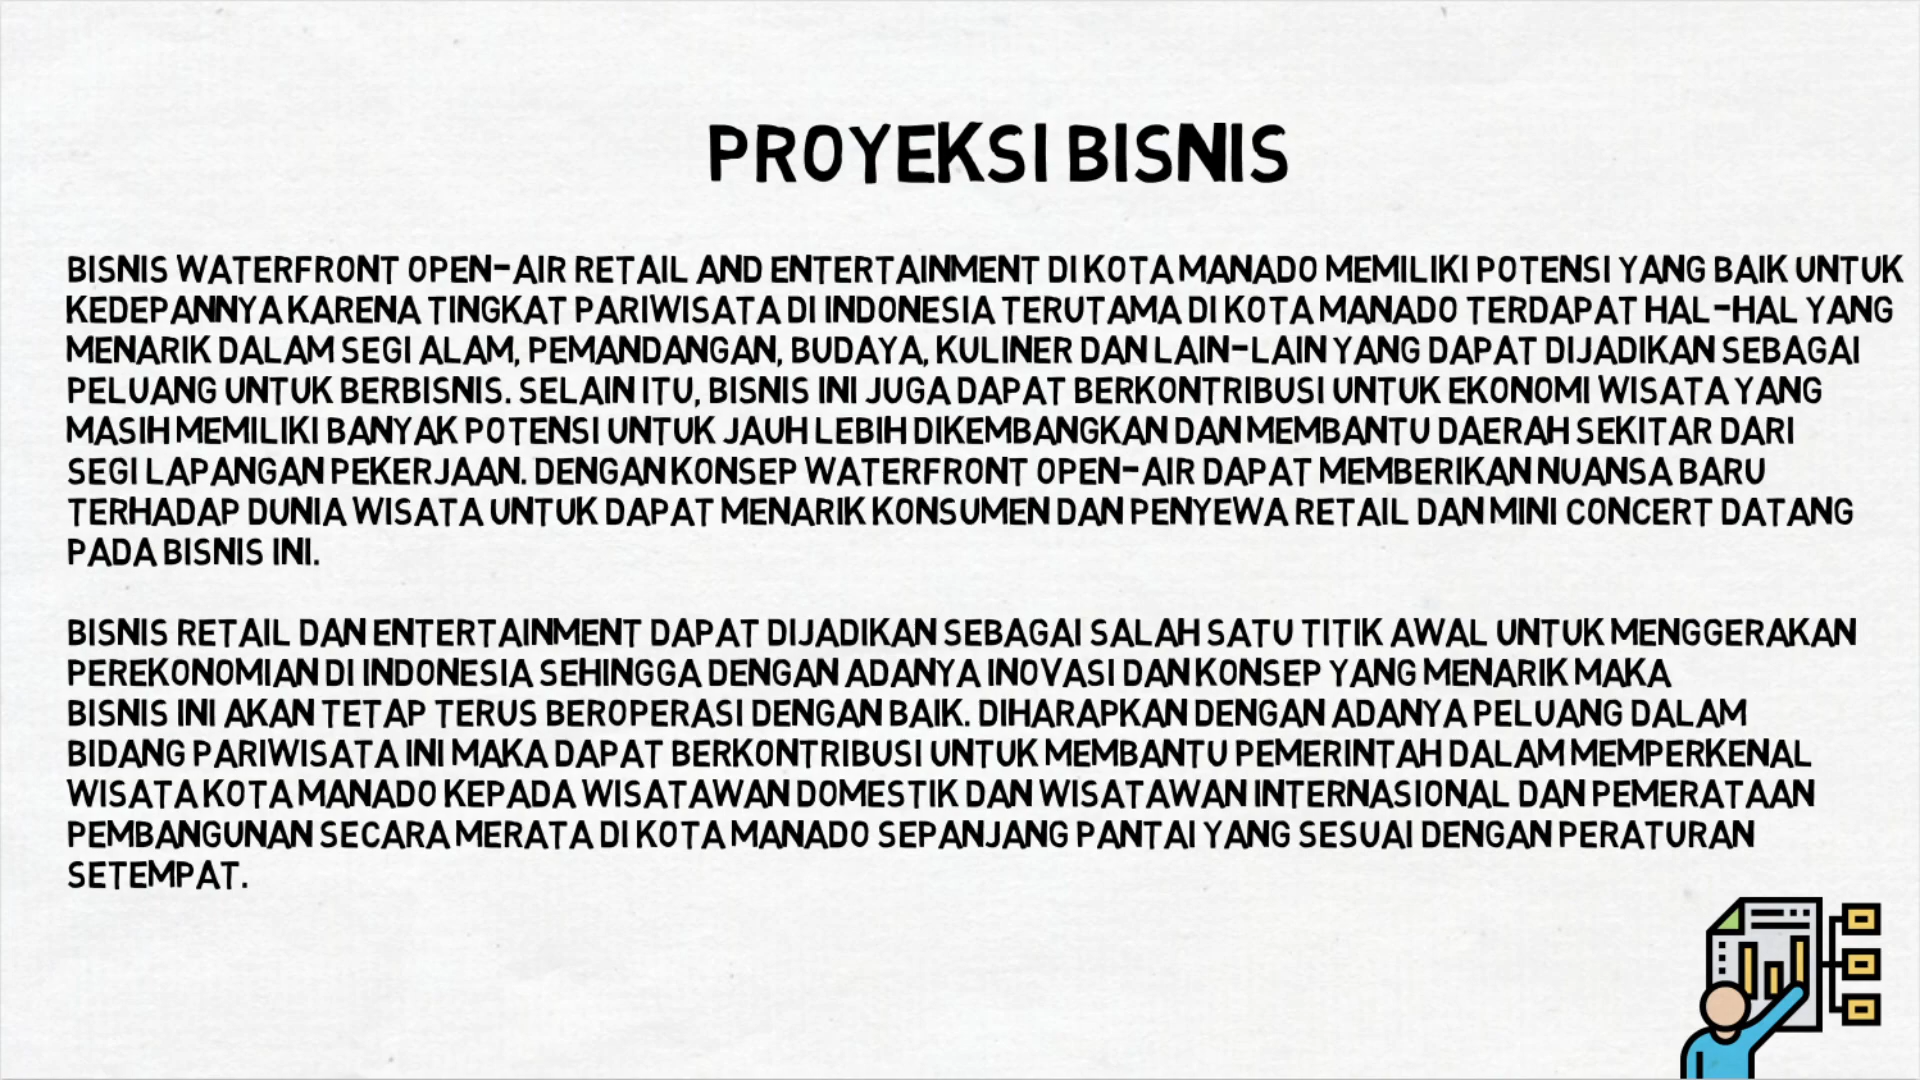 PROYEKSI BISNIS
BISNIS WATERFRONT OPEN-AIR RETAIL AND ENTERTAINMENT DI KOTA MANADO MEMILIKI POTENSI YANG BAIK UNTUK
KEDEPANNYA KARENA TINGKAT PARIWISATA DI INDONESIA TERUTAMA DI KOTA MANADO TERDAPAT HAL-HAL YANG
MENARIK DALAM SEGI ALAM, PEMANDANGAN, BUDAYA, KULINER DAN LAIN-LAIN YANG DAPAT DIJADIKAN SEBAGAI
PELUANG UNTUK BERBISNIS. SELAIN ITU, BISNIS INI JUGA DAPAT BERKONTRIBUSI UNTUK EKONOMI WISATA YANG
MASIH MEMILIKI BANYAK POTENSI UNTUK JAUH LEBIH DIKEMBANGKAN DAN MEMBANTU DAERAH SEKITAR DARI
SEGI LAPANGAN PEKERJAAN. DENGAN KONSEP WATERFRONT OPEN-AIR DAPAT MEMBERIKAN NUANSA BARU
TERHADAP DUNIA WISATA UNTUK DAPAT MENARIK KONSUMEN DAN PENYEWA RETAIL DAN MINI CONCERT DATANG
PADA BISNIS INI.
BISNIS RETAIL DAN ENTERTAINMENT DAPAT DIJADIKAN SEBAGAI SALAH SATU TITIK AWAL UNTUK MENGGERAKAN
PEREKONOMIAN DI INDONESIA SEHINGGA DENGAN ADANYA INOVASI DAN KONSEP YANG MENARIK MAKA
BISNIS INI AKAN TETAP TERUS BEROPERASI DENGAN BAIK. DIHARAPKAN DENGAN ADANYA PELUANG DALAM
BIDANG PARIWISATA INI MAKA DAPAT BERKONTRIBUSI UNTUK MEMBANTU PEMERINTAH DALAM MEMPERKENAL
WISATA KOTA MANADO KEPADA WISATAWAN DOMESTIK DAN WISATAWAN INTERNASIONAL DAN PEMERATAAN
PEMBANGUNAN SECARA MERATA DI KOTA MANADO SEPANJANG PANTAI YANG SESUAI DENGAN PERATURAN
SETEMPAT.